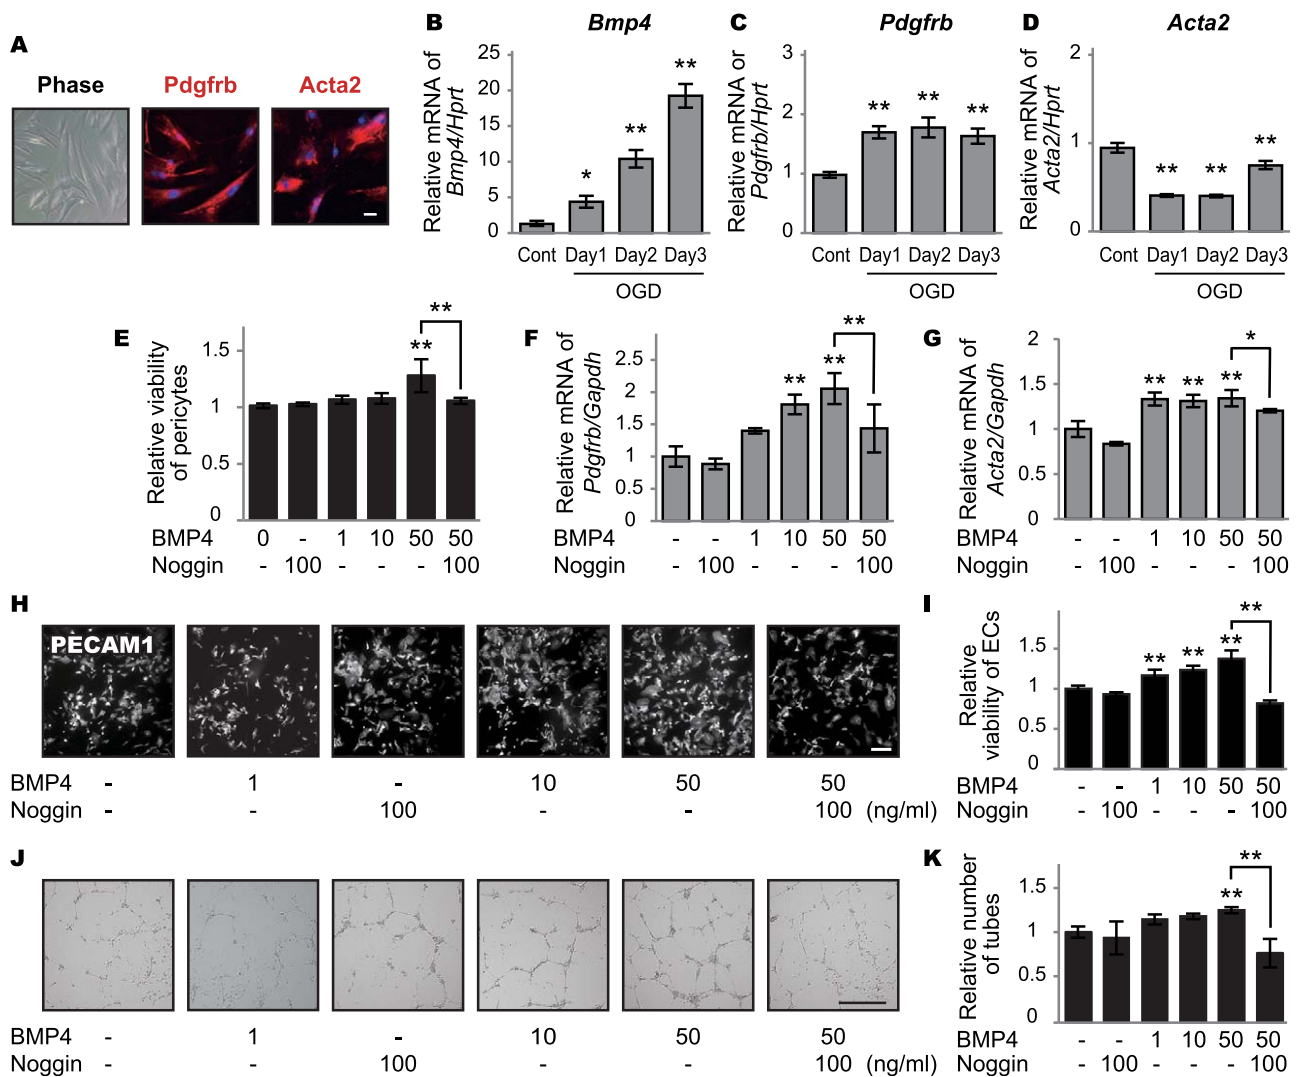 A
Phase
Pdgfrb
Acta2
B
Bmp4
Relative mRNA of
Bmp4/Hprt
25
20
15
10
5
0
*
**
**
Cont Day1 Day2 Day3
OGD
C
Pdgfrb
Relative mRNA or
Pdgfrb/Hprt
3
2
1
0
**
**
**
Cont Day1 Day2 Day3
OGD
D
Acta2
Relative mRNA of
Acta2/Hprt
2
1
0
**
**
**
Cont Day1 Day2 Day3
OGD
E
Relative viability
of pericytes
1.5
1
0.5
0
**
**
BMP4 0 - 1 10 50 50
Noggin - 100 - - - 100
F
Relative mRNA of
Pdgfrb/Gapdh
2.5
2
1.5
1
0.5
0
**
**
**
BMP4 - - 1 10 50 50
Noggin - 100 - - - 100
G
Relative mRNA of
Acta2/Gapdh
2
1.5
1
0.5
0
**
**
**
*
BMP4 - - 1 10 50 50
Noggin - 100 - - - 100
H
PECAM1
BMP4 - 1 - 10 50 50
Noggin - - 100 - - 100 (ng/ml)
I
Relative
viability of ECs
1.5
1
0.5
0
**
**
**
**
BMP4 - - 1 10 50 50
Noggin - 100 - - - 100
J
BMP4 - 1 - 10 50 50
Noggin - - 100 - - 100 (ng/ml)
K
Relative number
of tubes
1.5
1
0.5
0
**
**
BMP4 - - 1 10 50 50
Noggin - 100 - - - 100